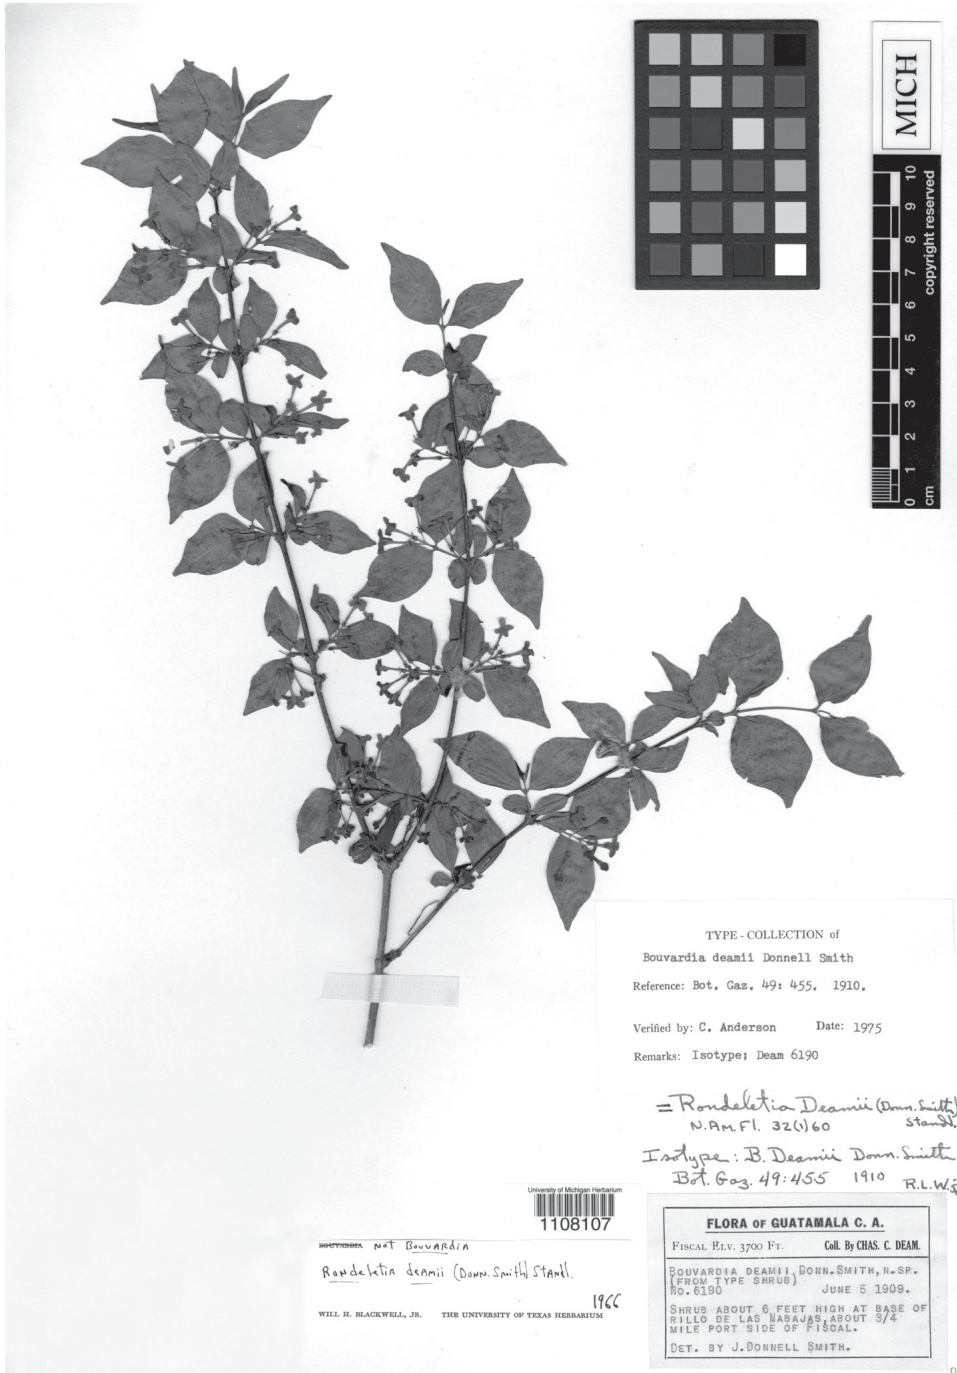 MICH
10
9
8
7
6
5
4
3
2
1
0
cm
copyright reserved
TYPE-COLLECTION of
Bouvardia deamii Donnell Smith
Reference: Bot. Gaz. 49: 455. 1910.
Verified by: C. Anderson Date: 1975
Remarks: Isotype; Deam 6190
= Rondeletia Deamii (Donn. Smith)
Standl.
N. Am. Fl. 32(1) 60
Isotype: B. Deamii Donn. Smith
Bot. Gaz. 49:455 1910 R.L.W.
University of Michigan Herbarium
1108107
BOUVARDIA NOT BOUVARDIA
Rondeletia deamii (Donn. Smith) Standl.
1966
WILL H. BLACKWELL, JR. THE UNIVERSITY OF TEXAS HERBARIUM
FLORA OF GUATAMALA C. A.
FISCAL ELV. 3700 FT. Coll. By CHAS. C. DEAM.
BOUVARDIA DEAMII, DONN. SMITH, N. SP.
(FROM TYPE SHRUB)
NO. 6190 JUNE 5 1909.
SHRUB ABOUT 6 FEET HIGH AT BASE OF
RILLO DE LAS NABAJAS, ABOUT 3/4
MILE PORT SIDE OF FISCAL.
DET. BY J. DONNELL SMITH.